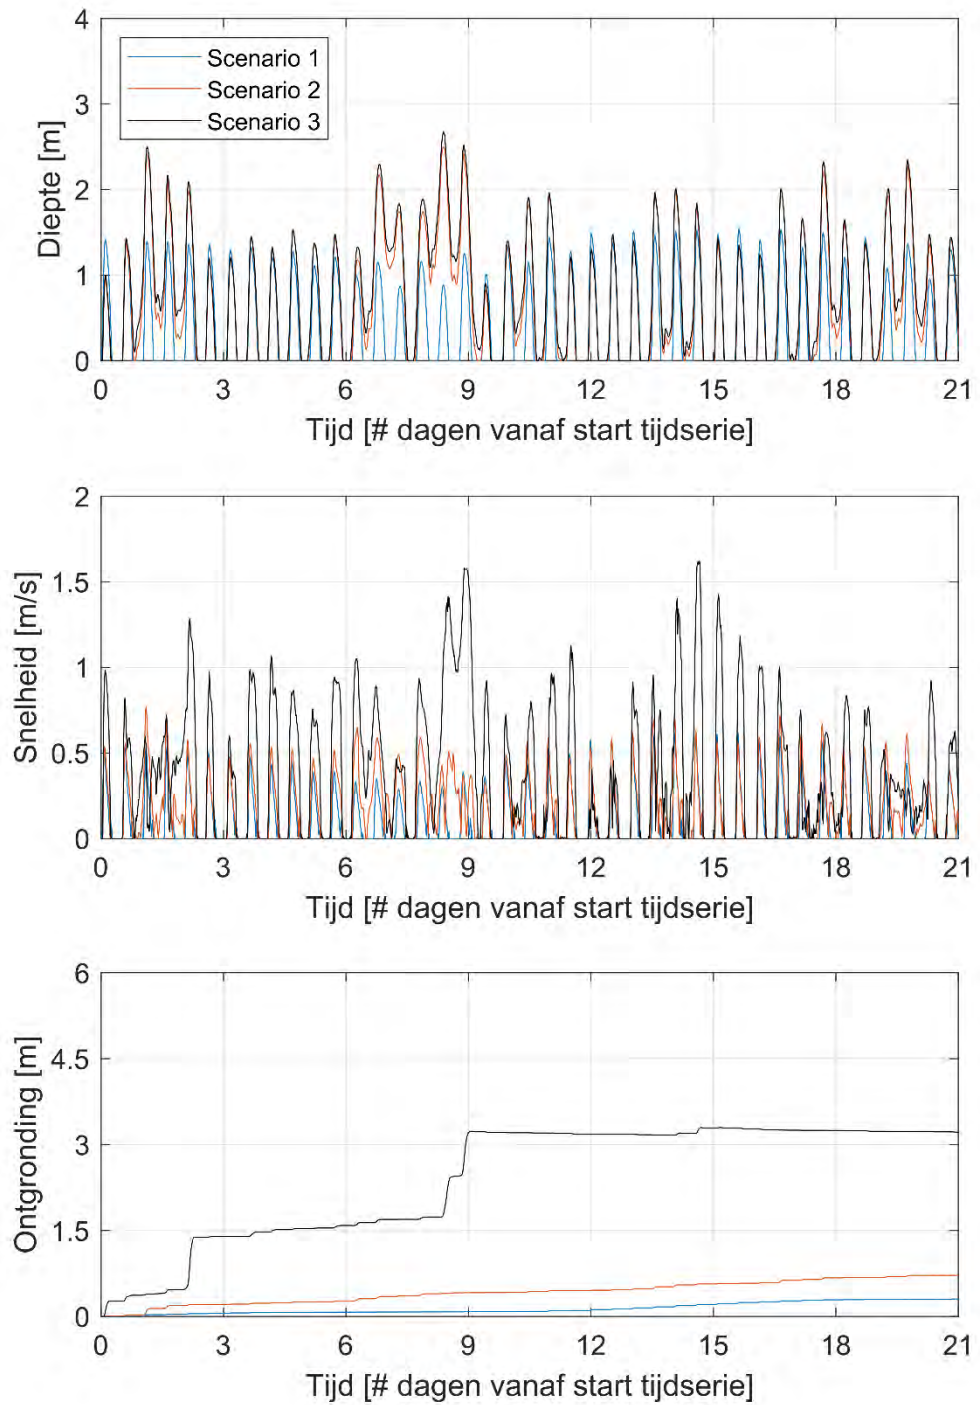 4
3
2
1
0
Diepte [m]
Scenario 1
Scenario 2
Scenario 3
0 3 6 9 12 15 18 21
Tijd [# dagen vanaf start tijdserie]
2
1.5
1
0.5
0
Snelheid [m/s]
0 3 6 9 12 15 18 21
Tijd [# dagen vanaf start tijdserie]
6
4.5
3
1.5
0
Ontgronding [m]
0 3 6 9 12 15 18 21
Tijd [# dagen vanaf start tijdserie]